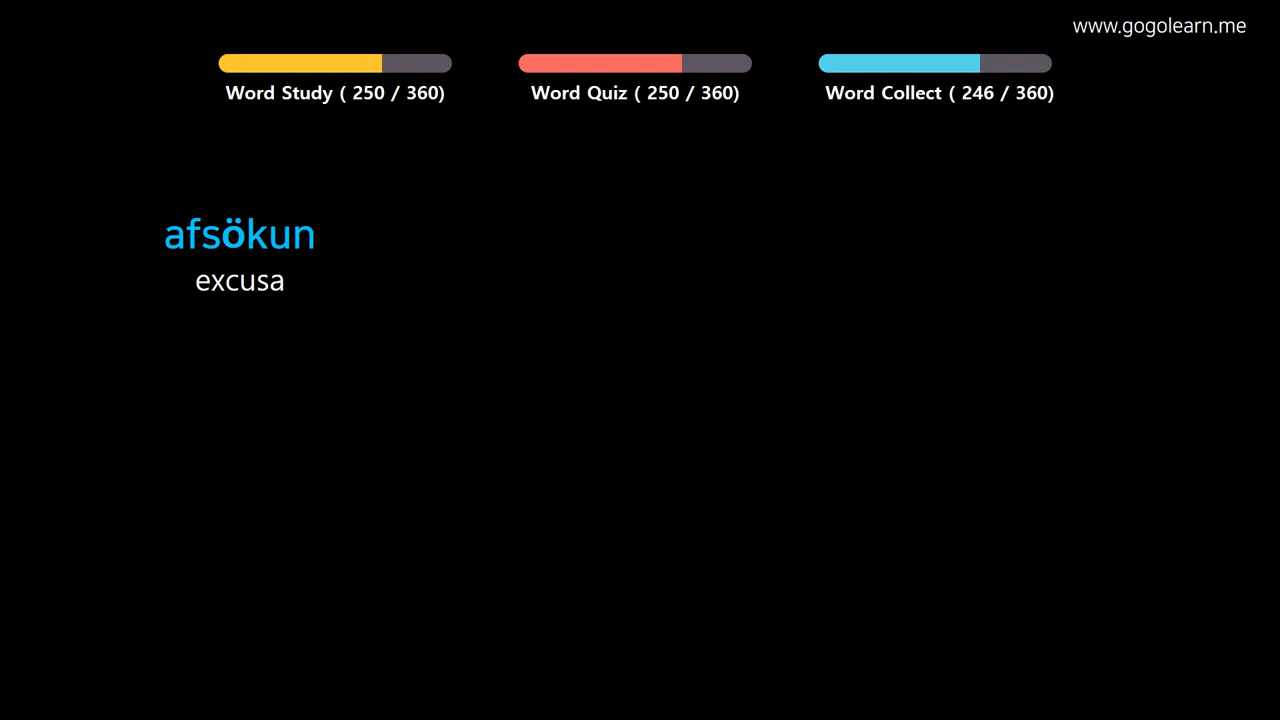 www.gogolearn.me
Word Study ( 250 / 360)
Word Quiz ( 250 / 360)
Word Collect ( 246 / 360)
afsökun
excusa